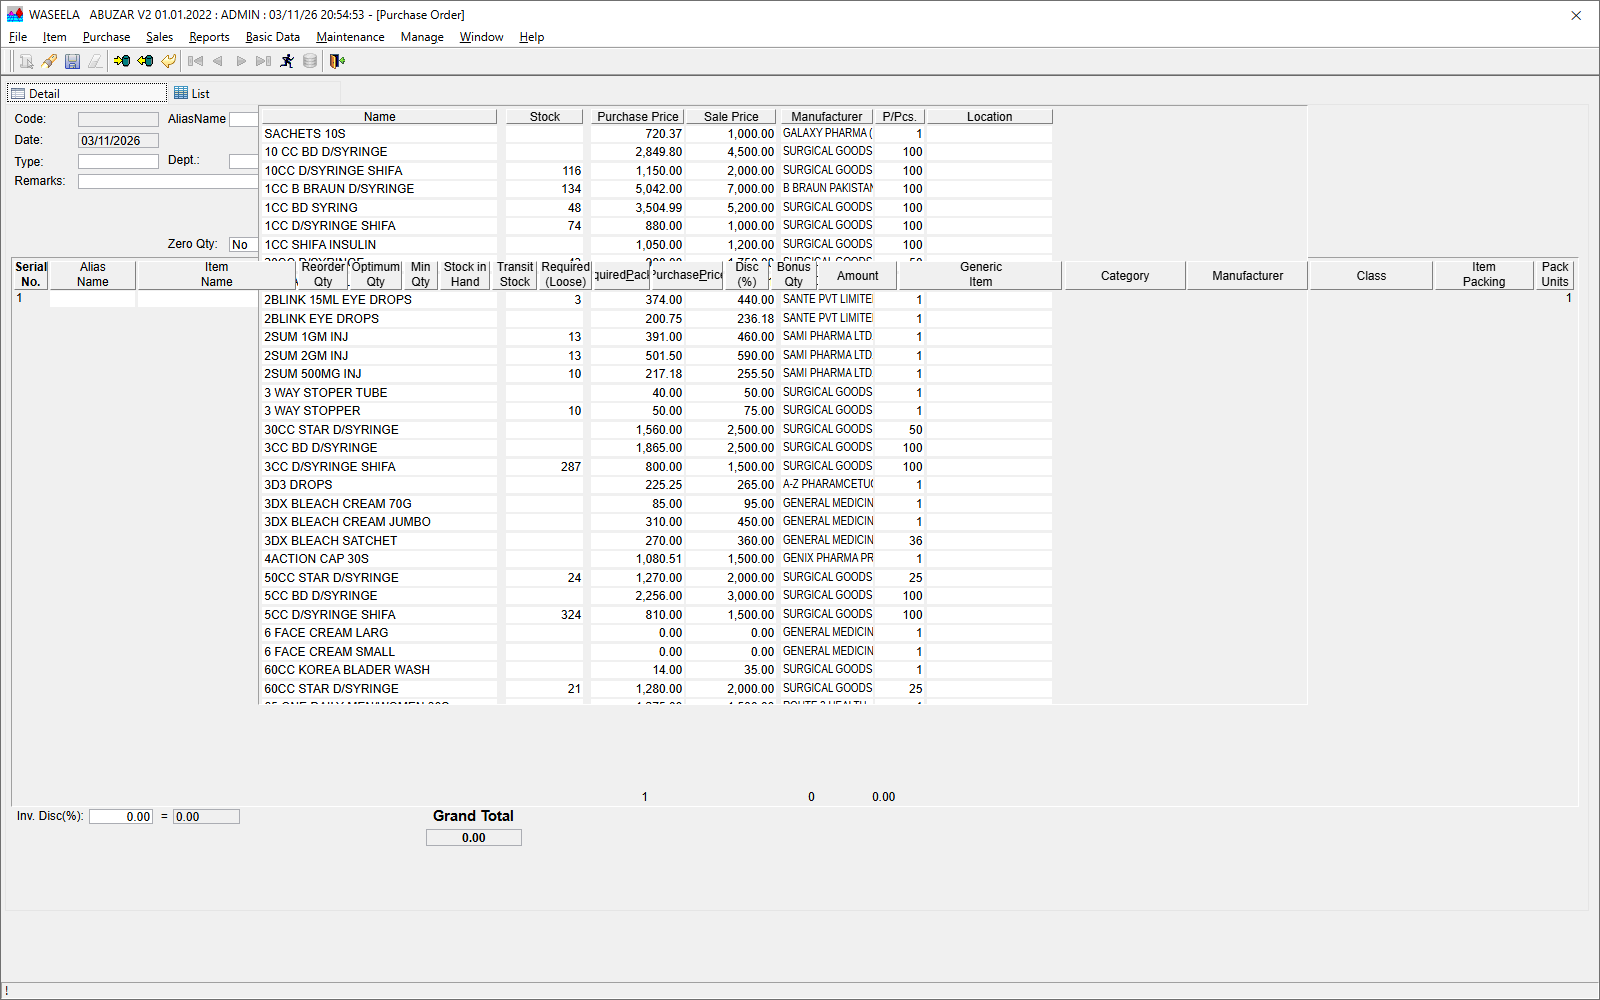 WASEELA   ABUZAR V2 01.01.2022 : ADMIN : 03/11/26 20:54:53 - [Purchase Order]
File Item Purchase Sales Reports Basic Data Maintenance Manage Window Help
Detail List
Code: AliasName
Date: 03/11/2026
Type: Dept.:
Remarks:
Zero Qty: No
Name Stock Purchase Price Sale Price Manufacturer P/Pcs. Location
SACHETS 10S 720.37 1,000.00 GALAXY PHARMA ( 1
10 CC BD D/SYRINGE 2,849.80 4,500.00 SURGICAL GOODS 100
10CC D/SYRINGE SHIFA 116 1,150.00 2,000.00 SURGICAL GOODS 100
1CC B BRAUN D/SYRINGE 134 5,042.00 7,000.00 B BRAUN PAKISTAN 100
1CC BD SYRING 48 3,504.99 5,200.00 SURGICAL GOODS 100
1CC D/SYRINGE SHIFA 74 880.00 1,000.00 SURGICAL GOODS 100
1CC SHIFA INSULIN 1,050.00 1,200.00 SURGICAL GOODS 100
Serial No. Alias Name Item Name Reorder Qty Optimum Qty Min Qty Stock in Hand Transit Stock Required (Loose) quiredPack PurchasePrice Disc (%) Bonus Qty Amount Generic Item Category Manufacturer Class Item Packing Pack Units
1 1
2BLINK 15ML EYE DROPS 3 374.00 440.00 SANTE PVT LIMITE 1
2BLINK EYE DROPS 200.75 236.18 SANTE PVT LIMITE 1
2SUM 1GM INJ 13 391.00 460.00 SAMI PHARMA LTD 1
2SUM 2GM INJ 13 501.50 590.00 SAMI PHARMA LTD 1
2SUM 500MG INJ 10 217.18 255.50 SAMI PHARMA LTD 1
3 WAY STOPER TUBE 40.00 50.00 SURGICAL GOODS 1
3 WAY STOPPER 10 50.00 75.00 SURGICAL GOODS 1
30CC STAR D/SYRINGE 1,560.00 2,500.00 SURGICAL GOODS 50
3CC BD D/SYRINGE 1,865.00 2,500.00 SURGICAL GOODS 100
3CC D/SYRINGE SHIFA 287 800.00 1,500.00 SURGICAL GOODS 100
3D3 DROPS 225.25 265.00 A-Z PHARAMCETUC 1
3DX BLEACH CREAM 70G 85.00 95.00 GENERAL MEDICIN 1
3DX BLEACH CREAM JUMBO 310.00 450.00 GENERAL MEDICIN 1
3DX BLEACH SATCHET 270.00 360.00 GENERAL MEDICIN 36
4ACTION CAP 30S 1,080.51 1,500.00 GENIX PHARMA PR 1
50CC STAR D/SYRINGE 24 1,270.00 2,000.00 SURGICAL GOODS 25
5CC BD D/SYRINGE 2,256.00 3,000.00 SURGICAL GOODS 100
5CC D/SYRINGE SHIFA 324 810.00 1,500.00 SURGICAL GOODS 100
6 FACE CREAM LARG 0.00 0.00 GENERAL MEDICIN 1
6 FACE CREAM SMALL 0.00 0.00 GENERAL MEDICIN 1
60CC KOREA BLADER WASH 14.00 35.00 SURGICAL GOODS 1
60CC STAR D/SYRINGE 21 1,280.00 2,000.00 SURGICAL GOODS 25
1 0 0.00
Inv. Disc(%): 0.00 = 0.00
Grand Total
0.00
!